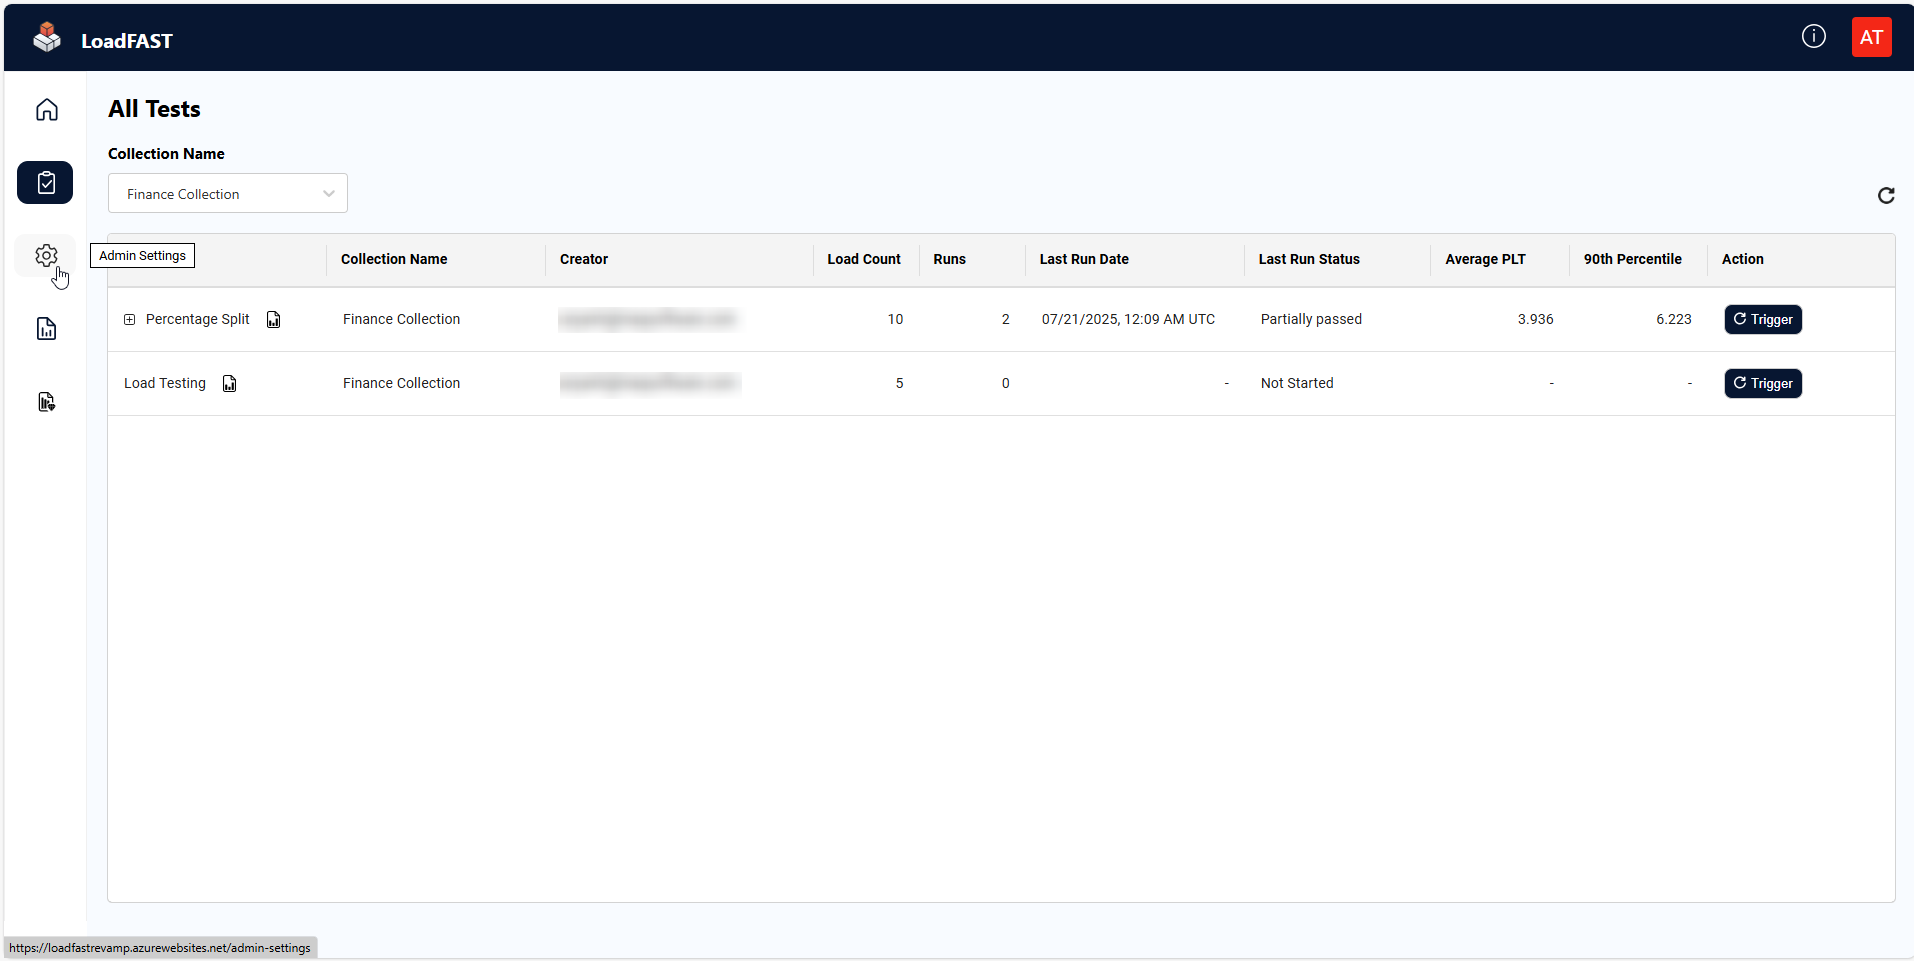 LoadFAST
AT
All Tests
Collection Name
Finance Collection
Admin Settings
Collection Name Creator Load Count Runs Last Run Date Last Run Status Average PLT 90th Percentile Action
Percentage Split Finance Collection 10 2 07/21/2025, 12:09 AM UTC Partially passed 3.936 6.223 Trigger
Load Testing Finance Collection 5 0 - Not Started - - Trigger
https://loadfastrevamp.azurewebsites.net/admin-settings